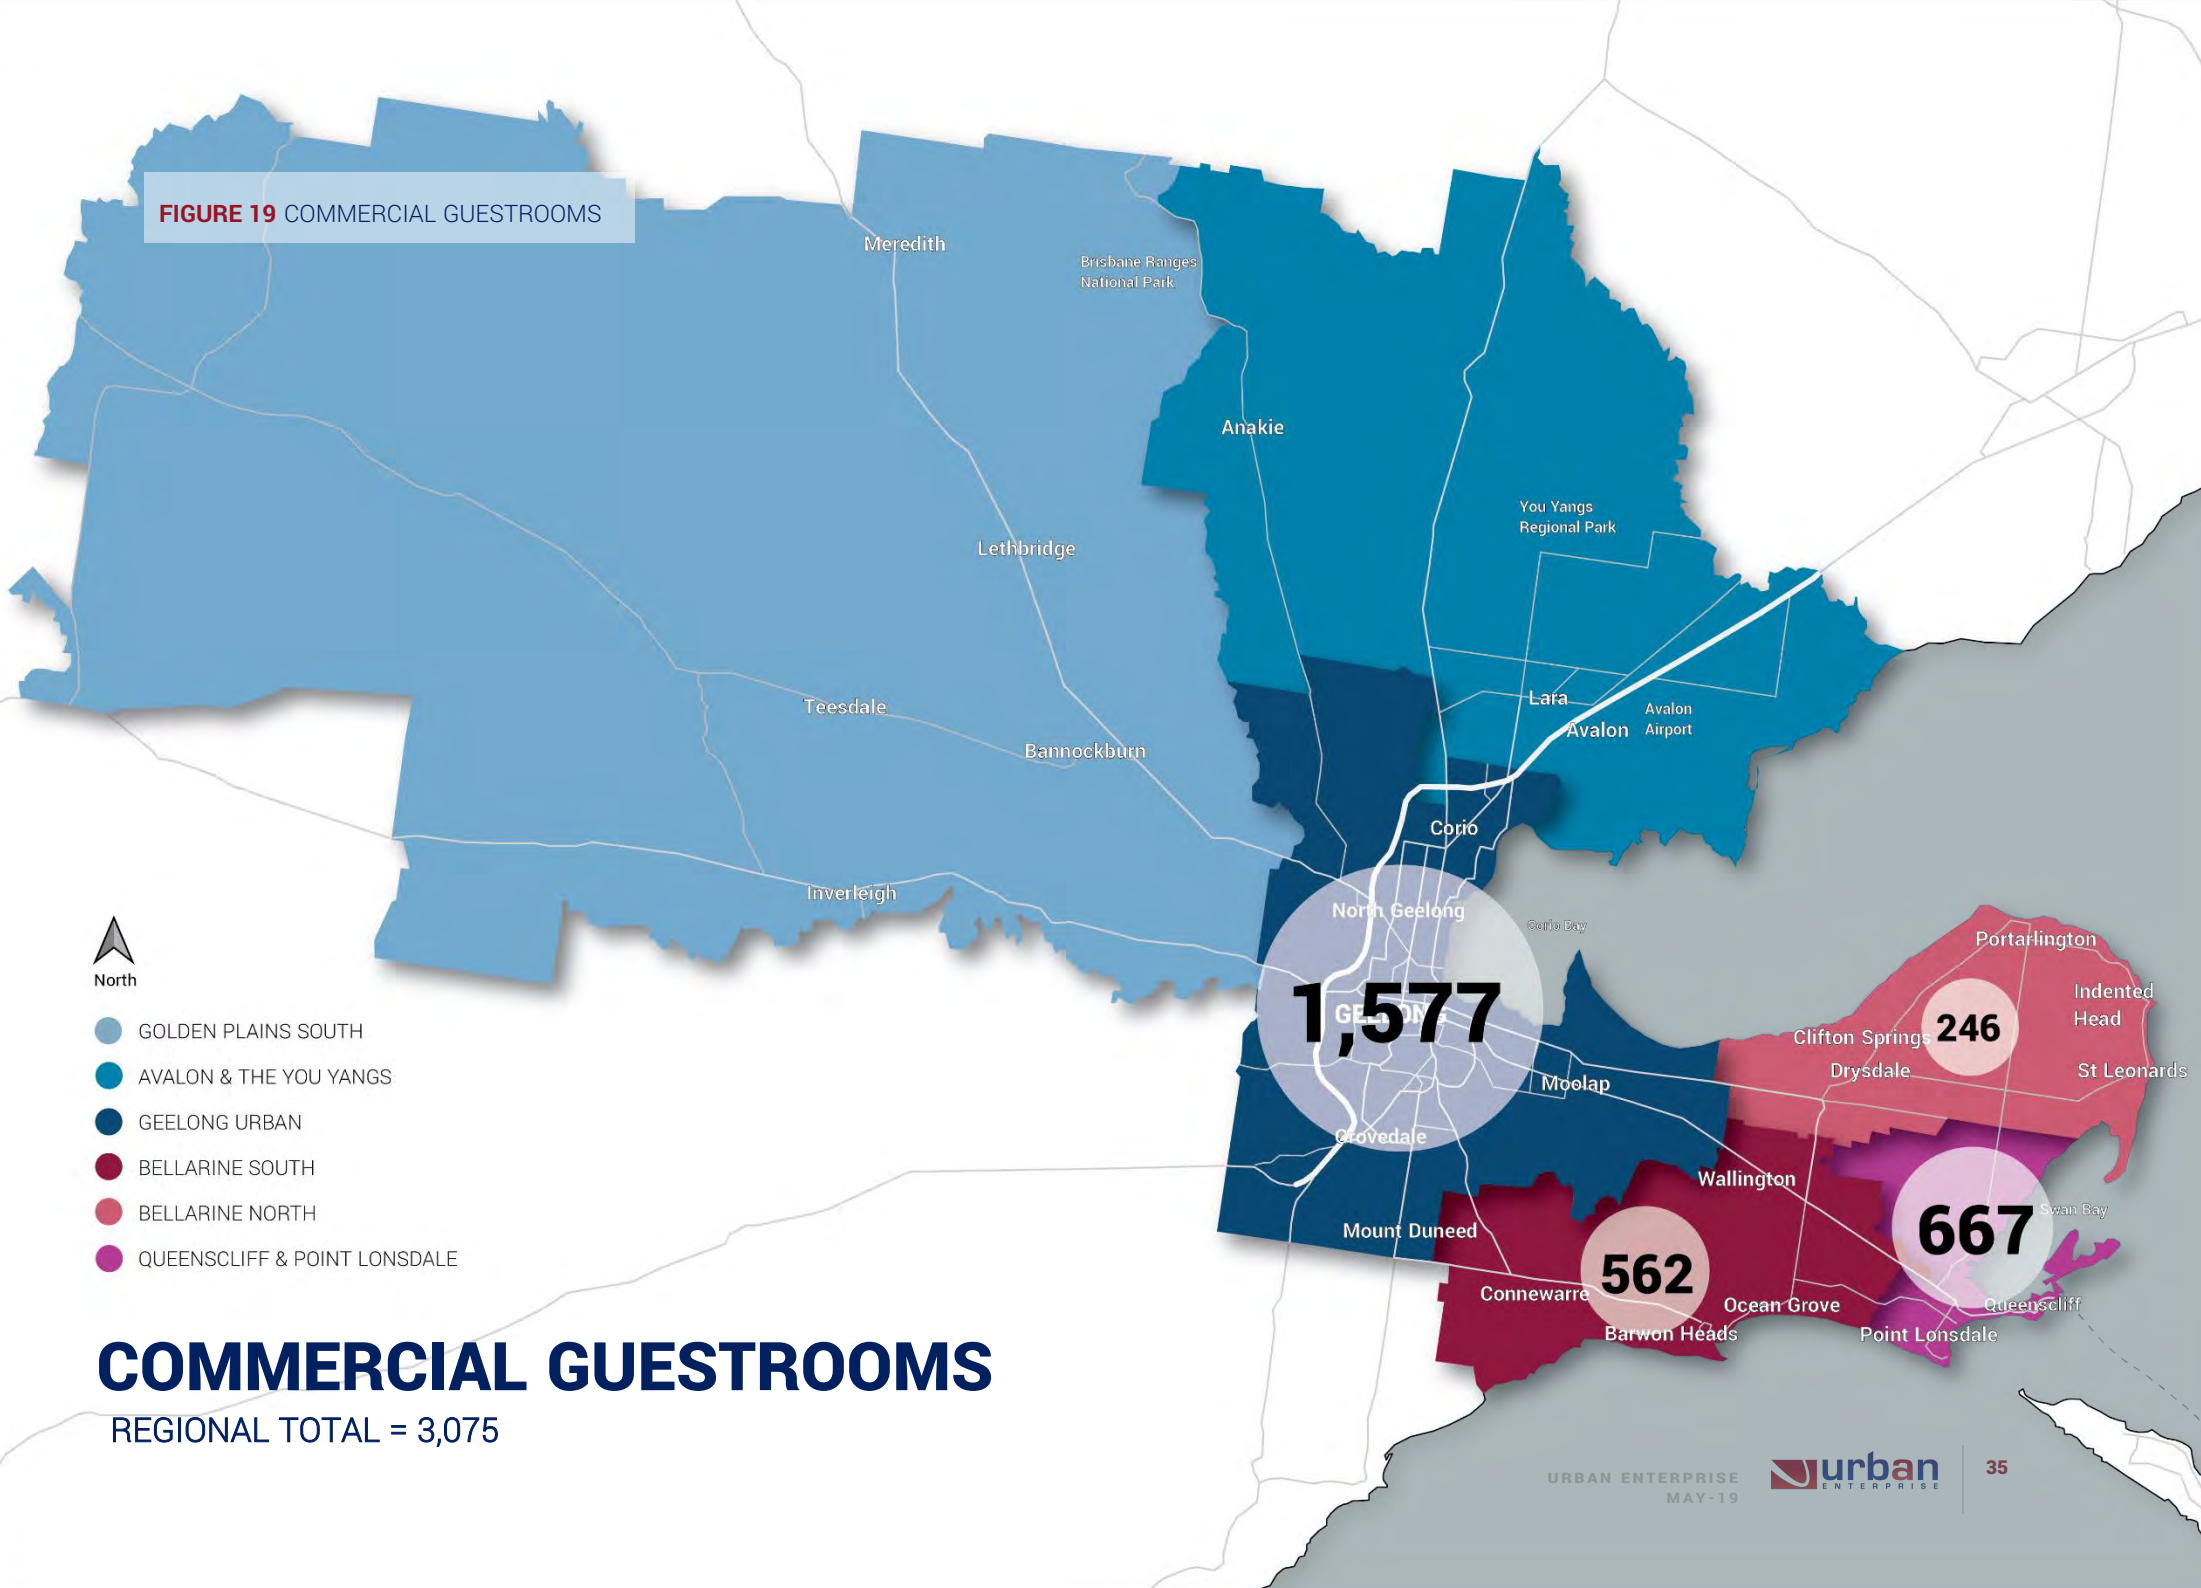 FIGURE 19 COMMERCIAL GUESTROOMS
Meredith
Brisbane Ranges
National Park
Anakie
You Yangs
Regional Park
Lethbridge
Lara
Avalon
Airport
Avalon
Teesdale
Bannockburn
Corio
Inverleigh
North Geelong
Corio Bay
Portarlington
Indented
Head
1,577
GEELONG
246
Clifton Springs
Drysdale
St Leonards
Moolap
Grovedale
Wallington
667
Swan Bay
Mount Duneed
562
Connewarre
Ocean Grove
Queenscliff
Barwon Heads
Point Lonsdale
North
GOLDEN PLAINS SOUTH
AVALON & THE YOU YANGS
GEELONG URBAN
BELLARINE SOUTH
BELLARINE NORTH
QUEENSCLIFF & POINT LONSDALE
COMMERCIAL GUESTROOMS
REGIONAL TOTAL = 3,075
URBAN ENTERPRISE
MAY-19
urban
ENTERPRISE
35